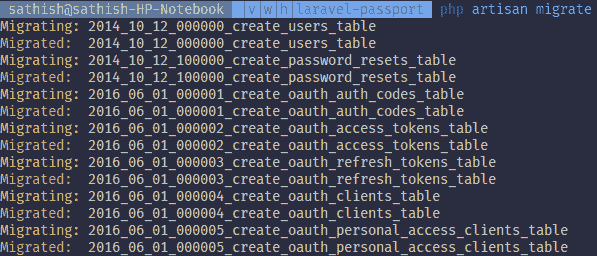 sathish@sathish-HP-Notebook v w h laravel-passport php artisan migrate
Migrating: 2014_10_12_000000_create_users_table
Migrated:  2014_10_12_000000_create_users_table
Migrating: 2014_10_12_100000_create_password_resets_table
Migrated:  2014_10_12_100000_create_password_resets_table
Migrating: 2016_06_01_000001_create_oauth_auth_codes_table
Migrated:  2016_06_01_000001_create_oauth_auth_codes_table
Migrating: 2016_06_01_000002_create_oauth_access_tokens_table
Migrated:  2016_06_01_000002_create_oauth_access_tokens_table
Migrating: 2016_06_01_000003_create_oauth_refresh_tokens_table
Migrated:  2016_06_01_000003_create_oauth_refresh_tokens_table
Migrating: 2016_06_01_000004_create_oauth_clients_table
Migrated:  2016_06_01_000004_create_oauth_clients_table
Migrating: 2016_06_01_000005_create_oauth_personal_access_clients_table
Migrated:  2016_06_01_000005_create_oauth_personal_access_clients_table